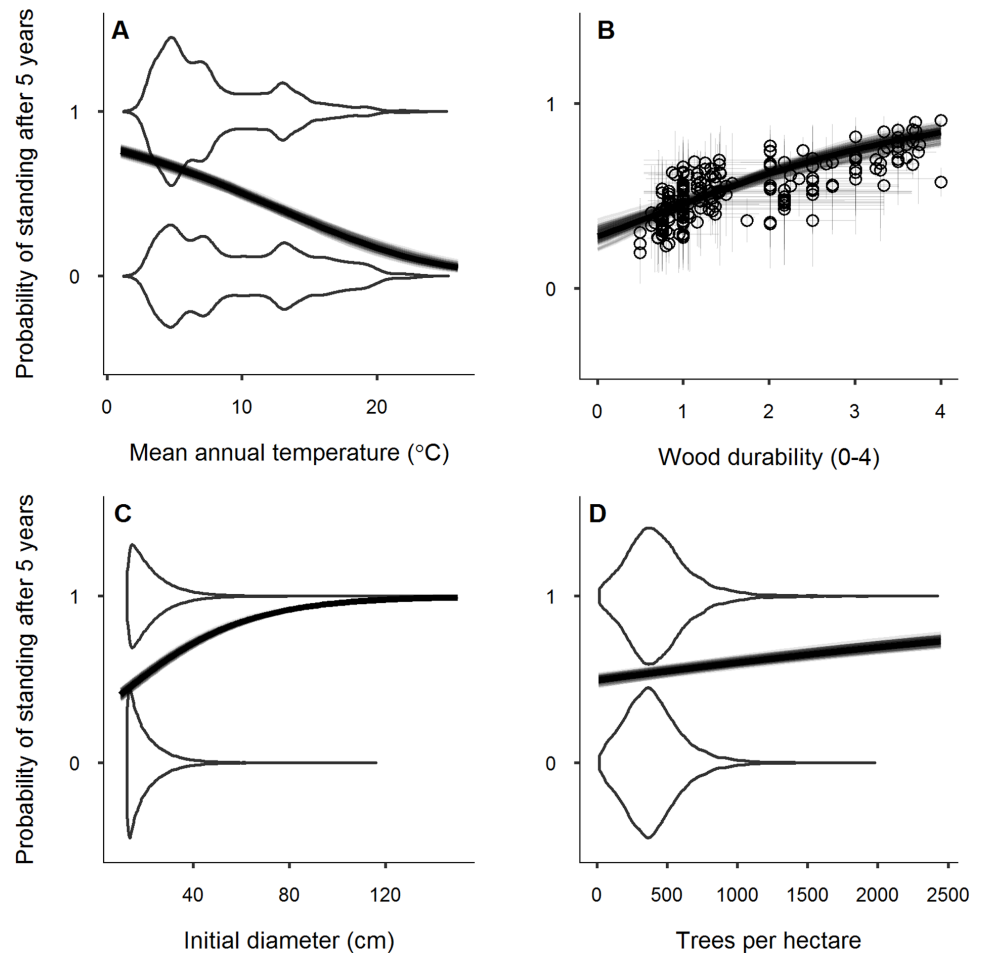 A
B
Probability of standing after 5 years
1
0
1
0
0 10 20
0 1 2 3 4
Mean annual temperature (°C)
Wood durability (0-4)
C
D
Probability of standing after 5 years
1
0
1
0
40 80 120
0 500 1000 1500 2000 2500
Initial diameter (cm)
Trees per hectare